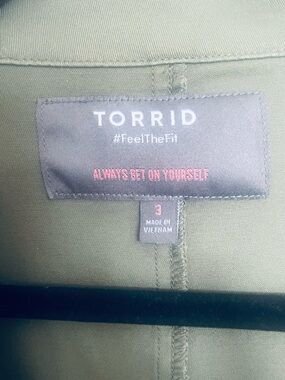 TORRID
#FeelTheFit
ALWAYS BET ON YOURSELF
3
MADE IN
VIETNAM